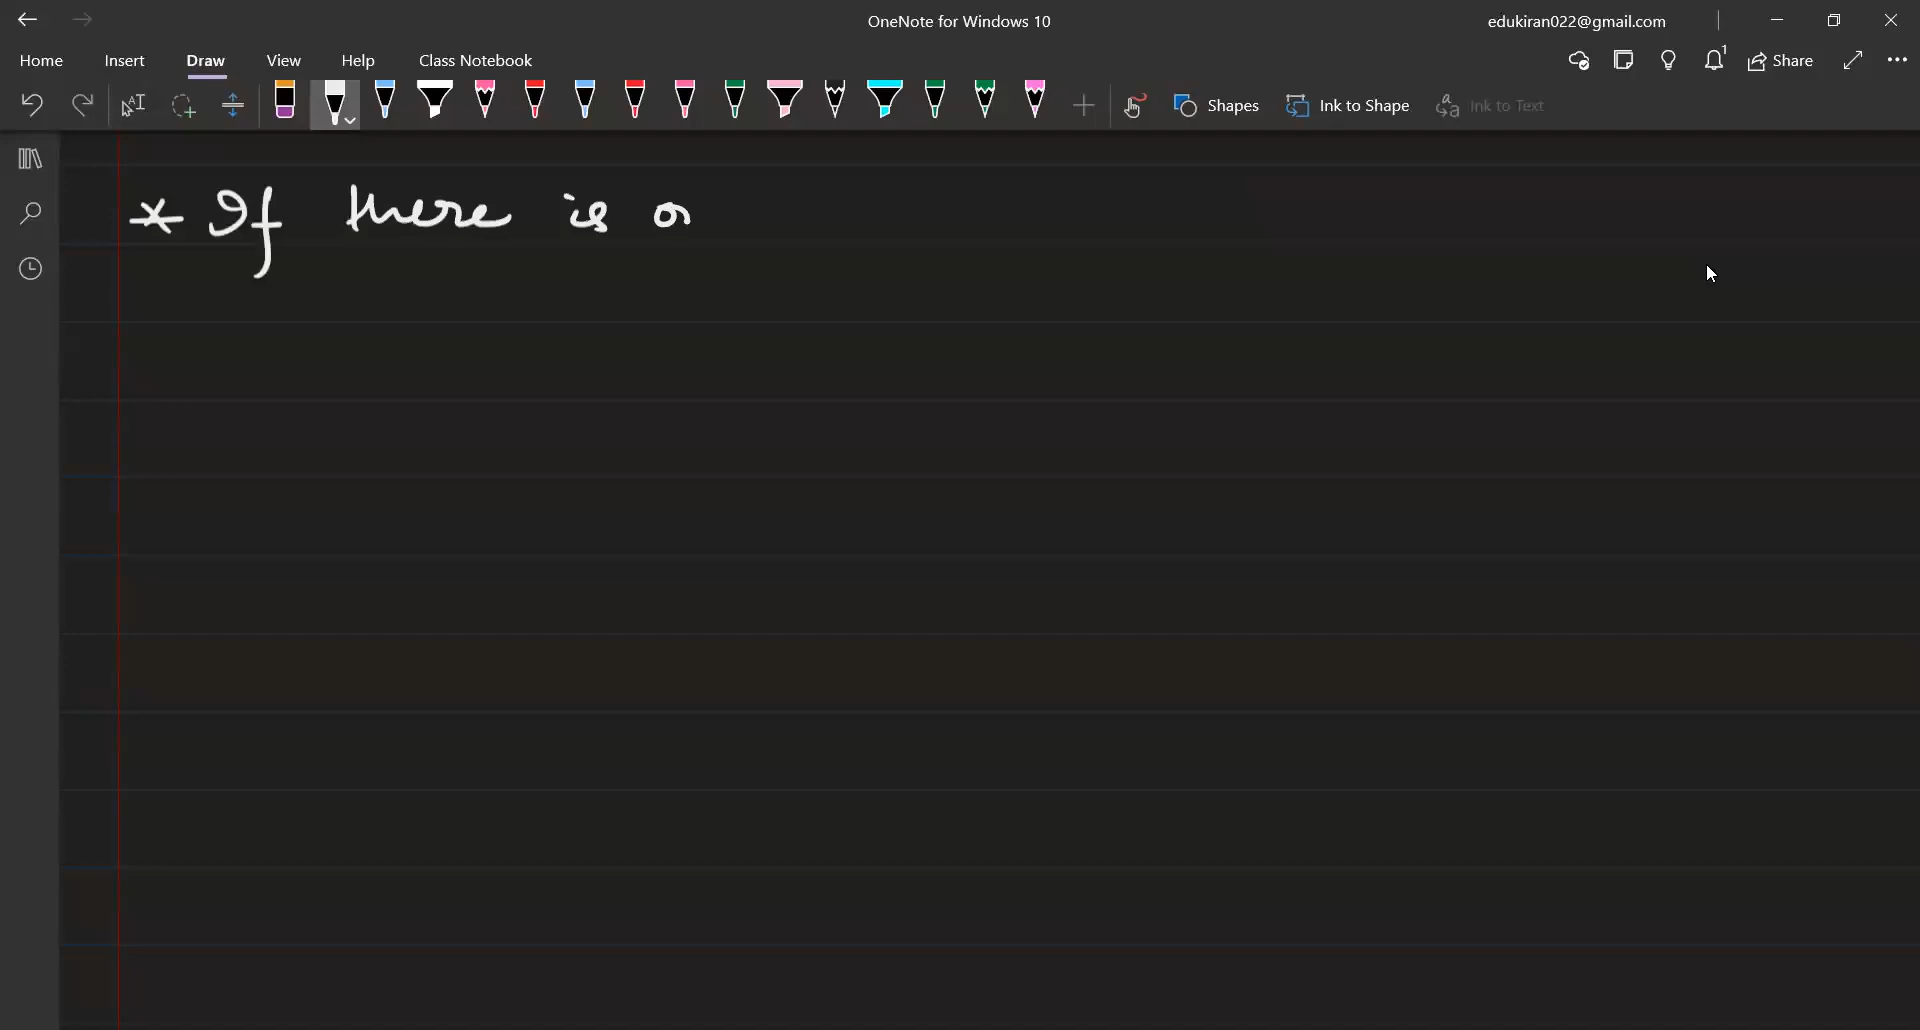 OneNote for Windows 10
edukiran022@gmail.com
Home Insert Draw View Help Class Notebook
1 Share
Shapes Ink to Shape Ink to Text
* If there is